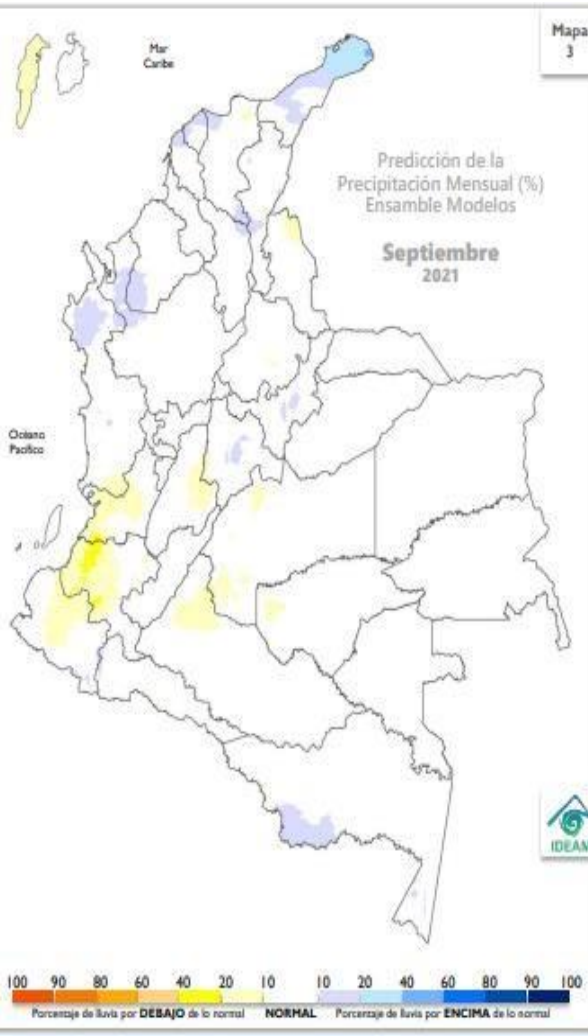 Mapa
3
Mar
Caribe
Predicción de la
Precipitación Mensual (%)
Ensamble Modelos
Septiembre
2021
Océano
Pacífico
IDEAM
100 90 80 60 40 20 10 10 20 40 60 80 90 100
Porcentaje de lluvia por DEBAJO de lo normal NORMAL Porcentaje de lluvia por ENCIMA de lo normal